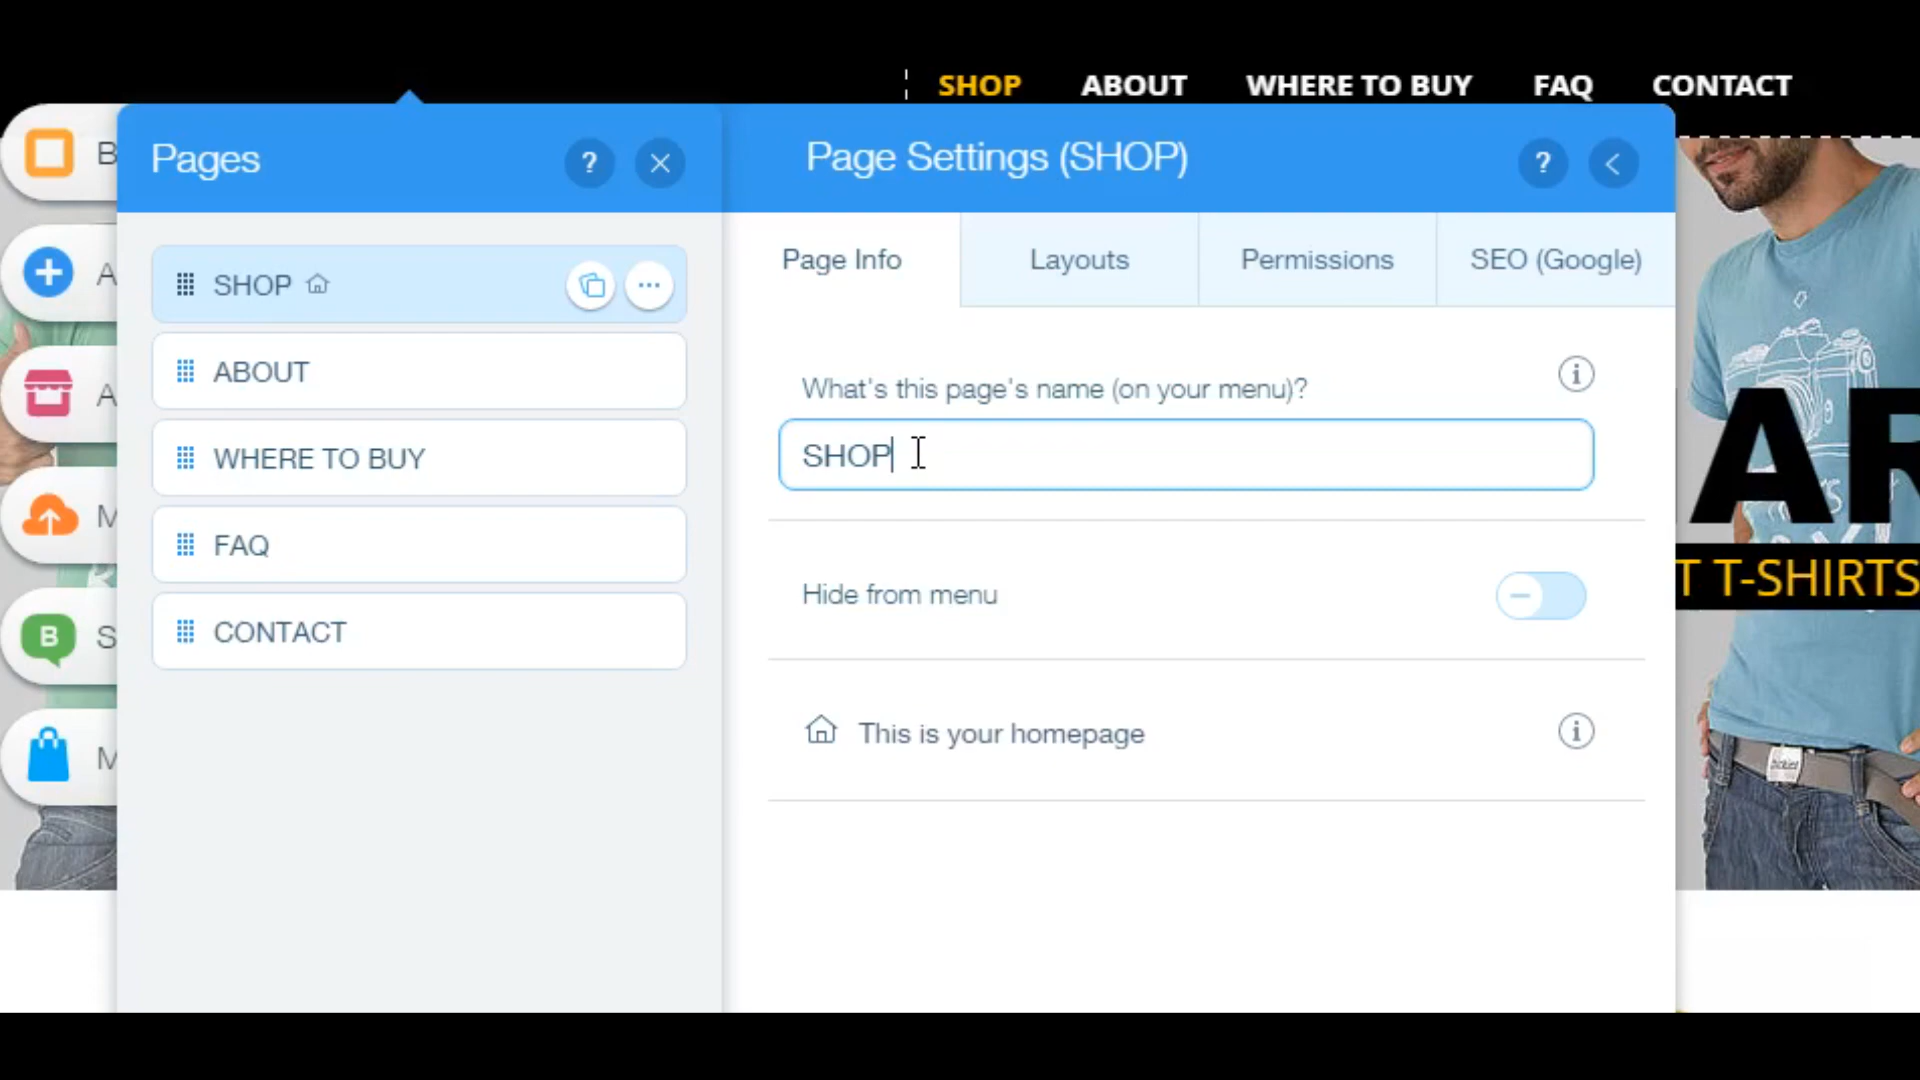 SHOP ABOUT WHERE TO BUY FAQ CONTACT
Pages ?
Page Settings (SHOP) ?
Page Info Layouts Permissions SEO (Google)
SHOP
ABOUT
WHERE TO BUY
FAQ
CONTACT
What's this page's name (on your menu)?
SHOP
Hide from menu
This is your homepage
B
A
A
M
B S
M
AR
T T-SHIRTS